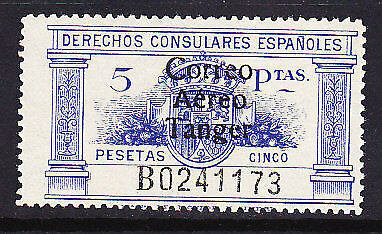 DERECHOS CONSULARES ESPAÑOLES
5 PTAS.
Correo
Aéreo
Tanger
PESETAS CINCO
B0241173